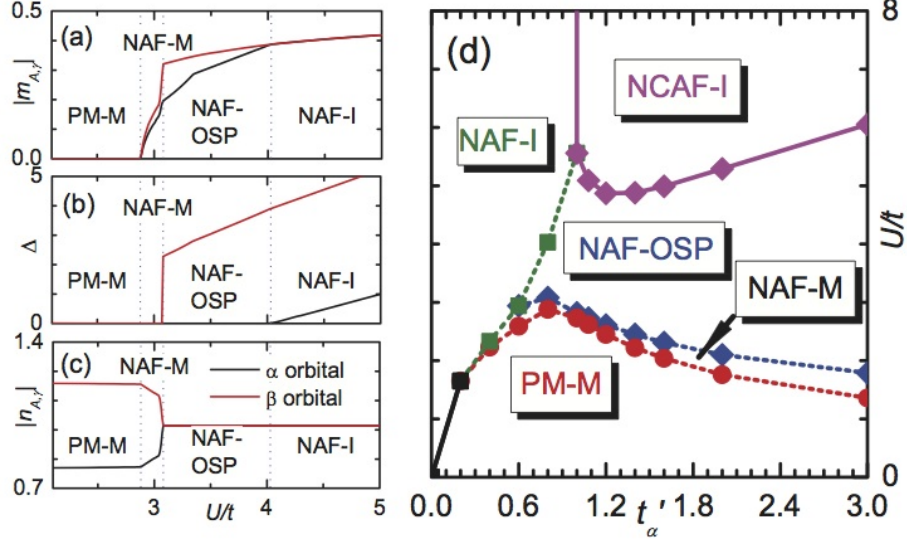 0.5
(a)
NAF-M
|m_{A,γ}|
PM-M
NAF-
OSP
NAF-I
0.0
5
(b)
NAF-M
Δ
PM-M
NAF-
OSP
NAF-I
0
1.4
(c)
NAF-M
α orbital
β orbital
|n_{A,γ}|
PM-M
NAF-
OSP
NAF-I
0.7
3
U/t
4
5
(d)
8
NCAF-I
NAF-I
U/t
NAF-OSP
NAF-M
PM-M
0
0.0
0.6
1.2
1.8
2.4
3.0
t_α'